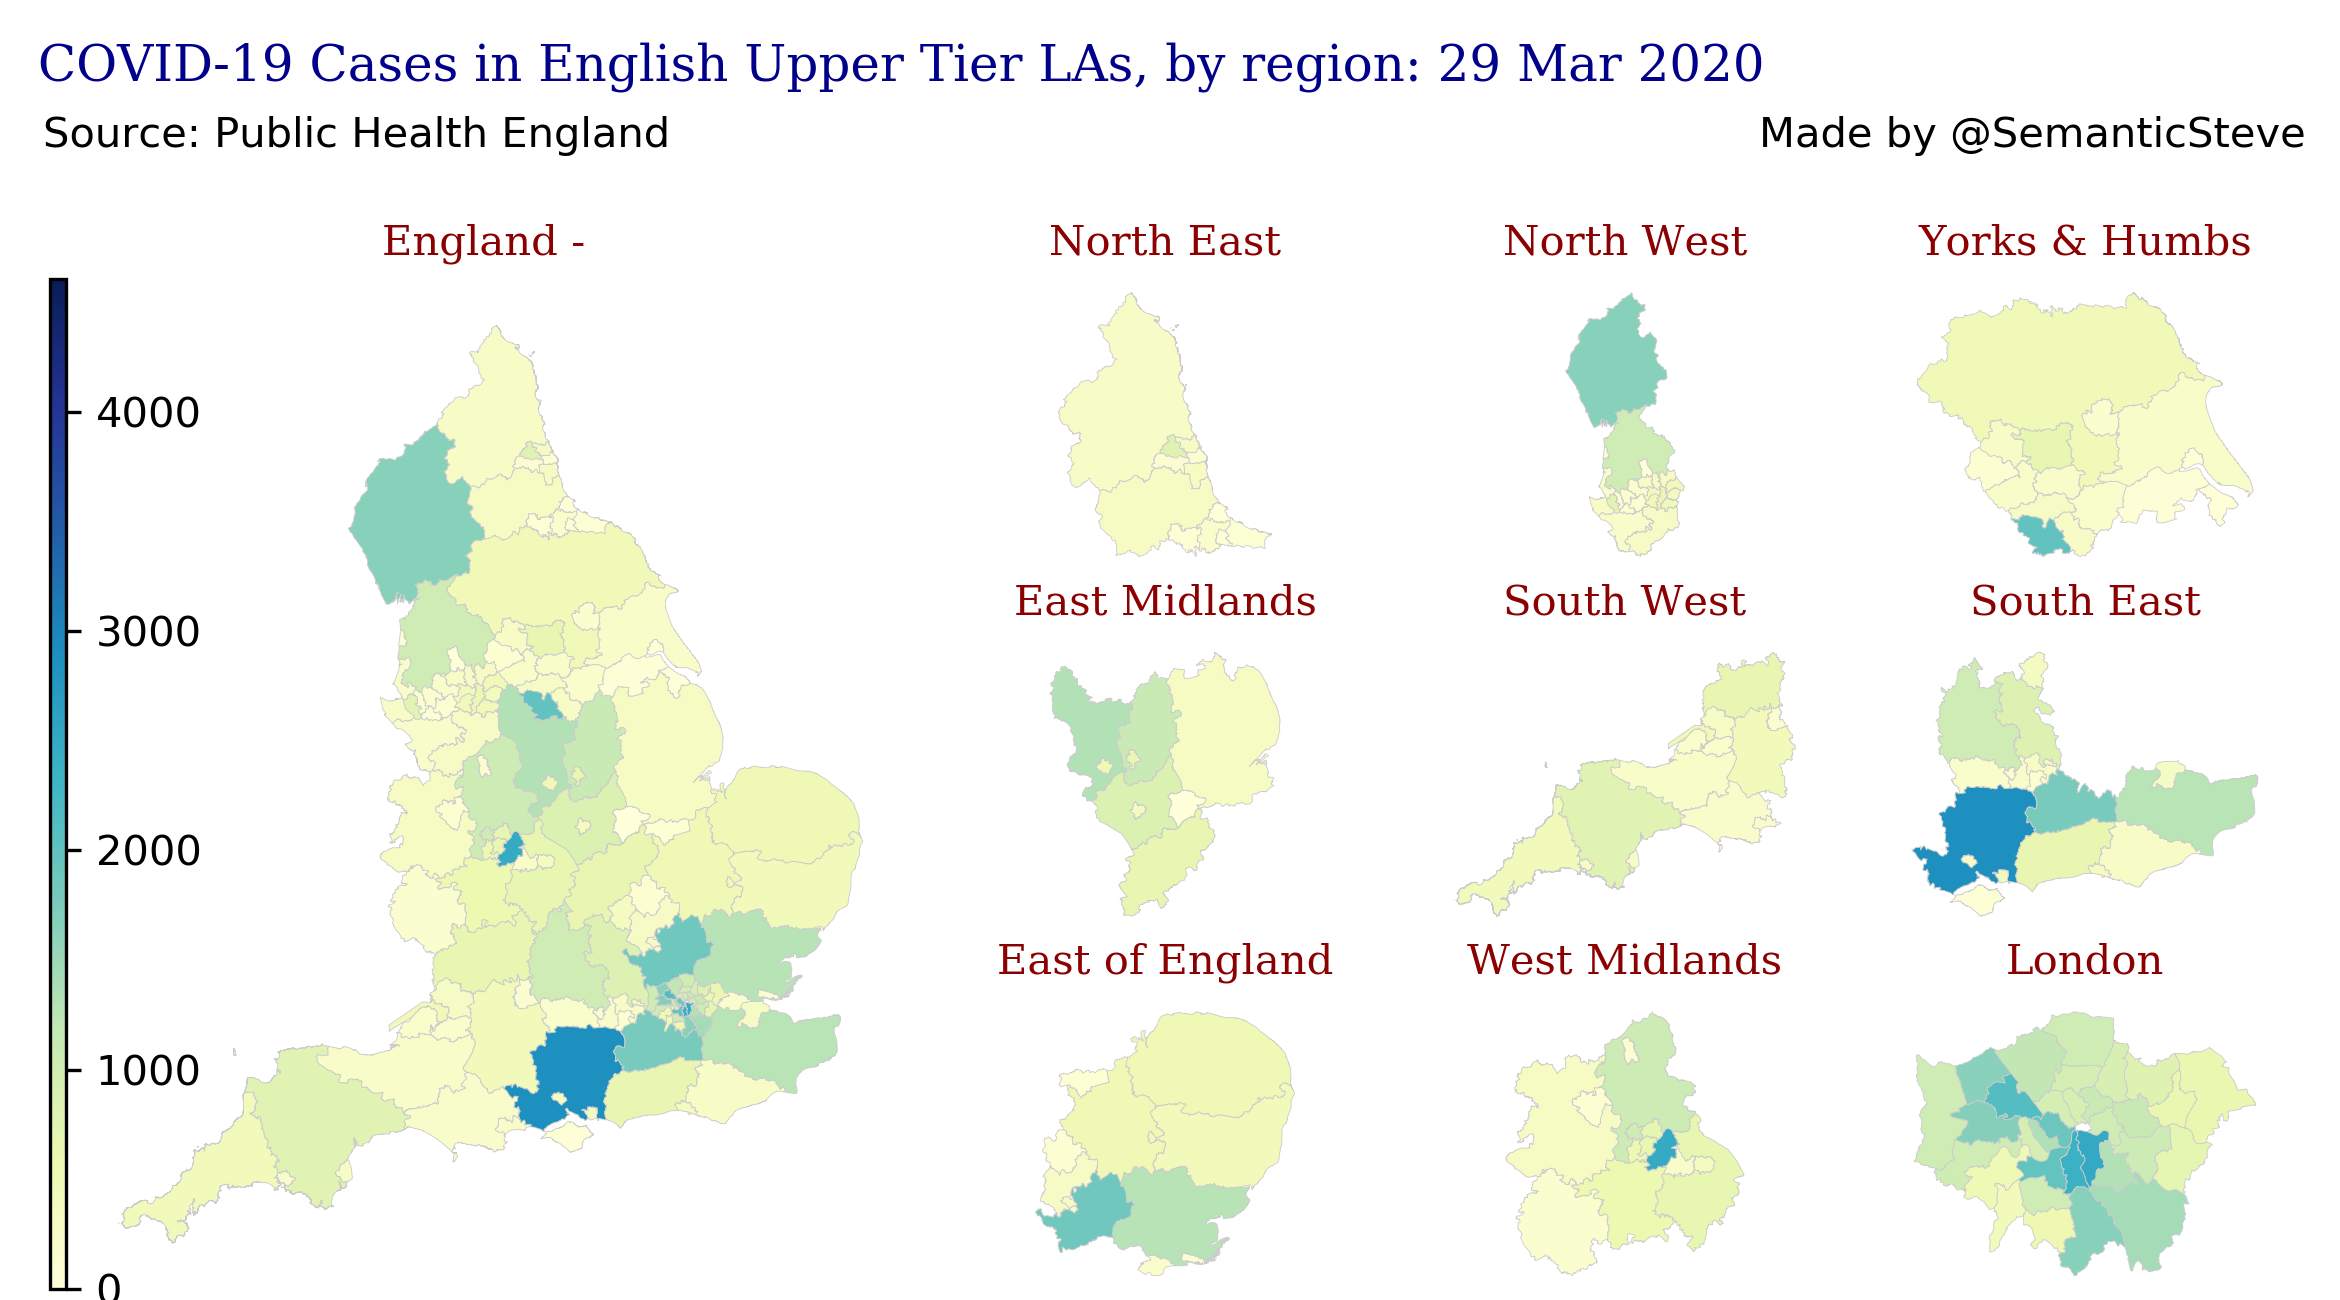 COVID-19 Cases in English Upper Tier LAs, by region: 29 Mar 2020
Source: Public Health England
Made by @SemanticSteve
England -
North East
North West
Yorks & Humbs
4000
3000
2000
1000
0
East Midlands
South West
South East
East of England
West Midlands
London